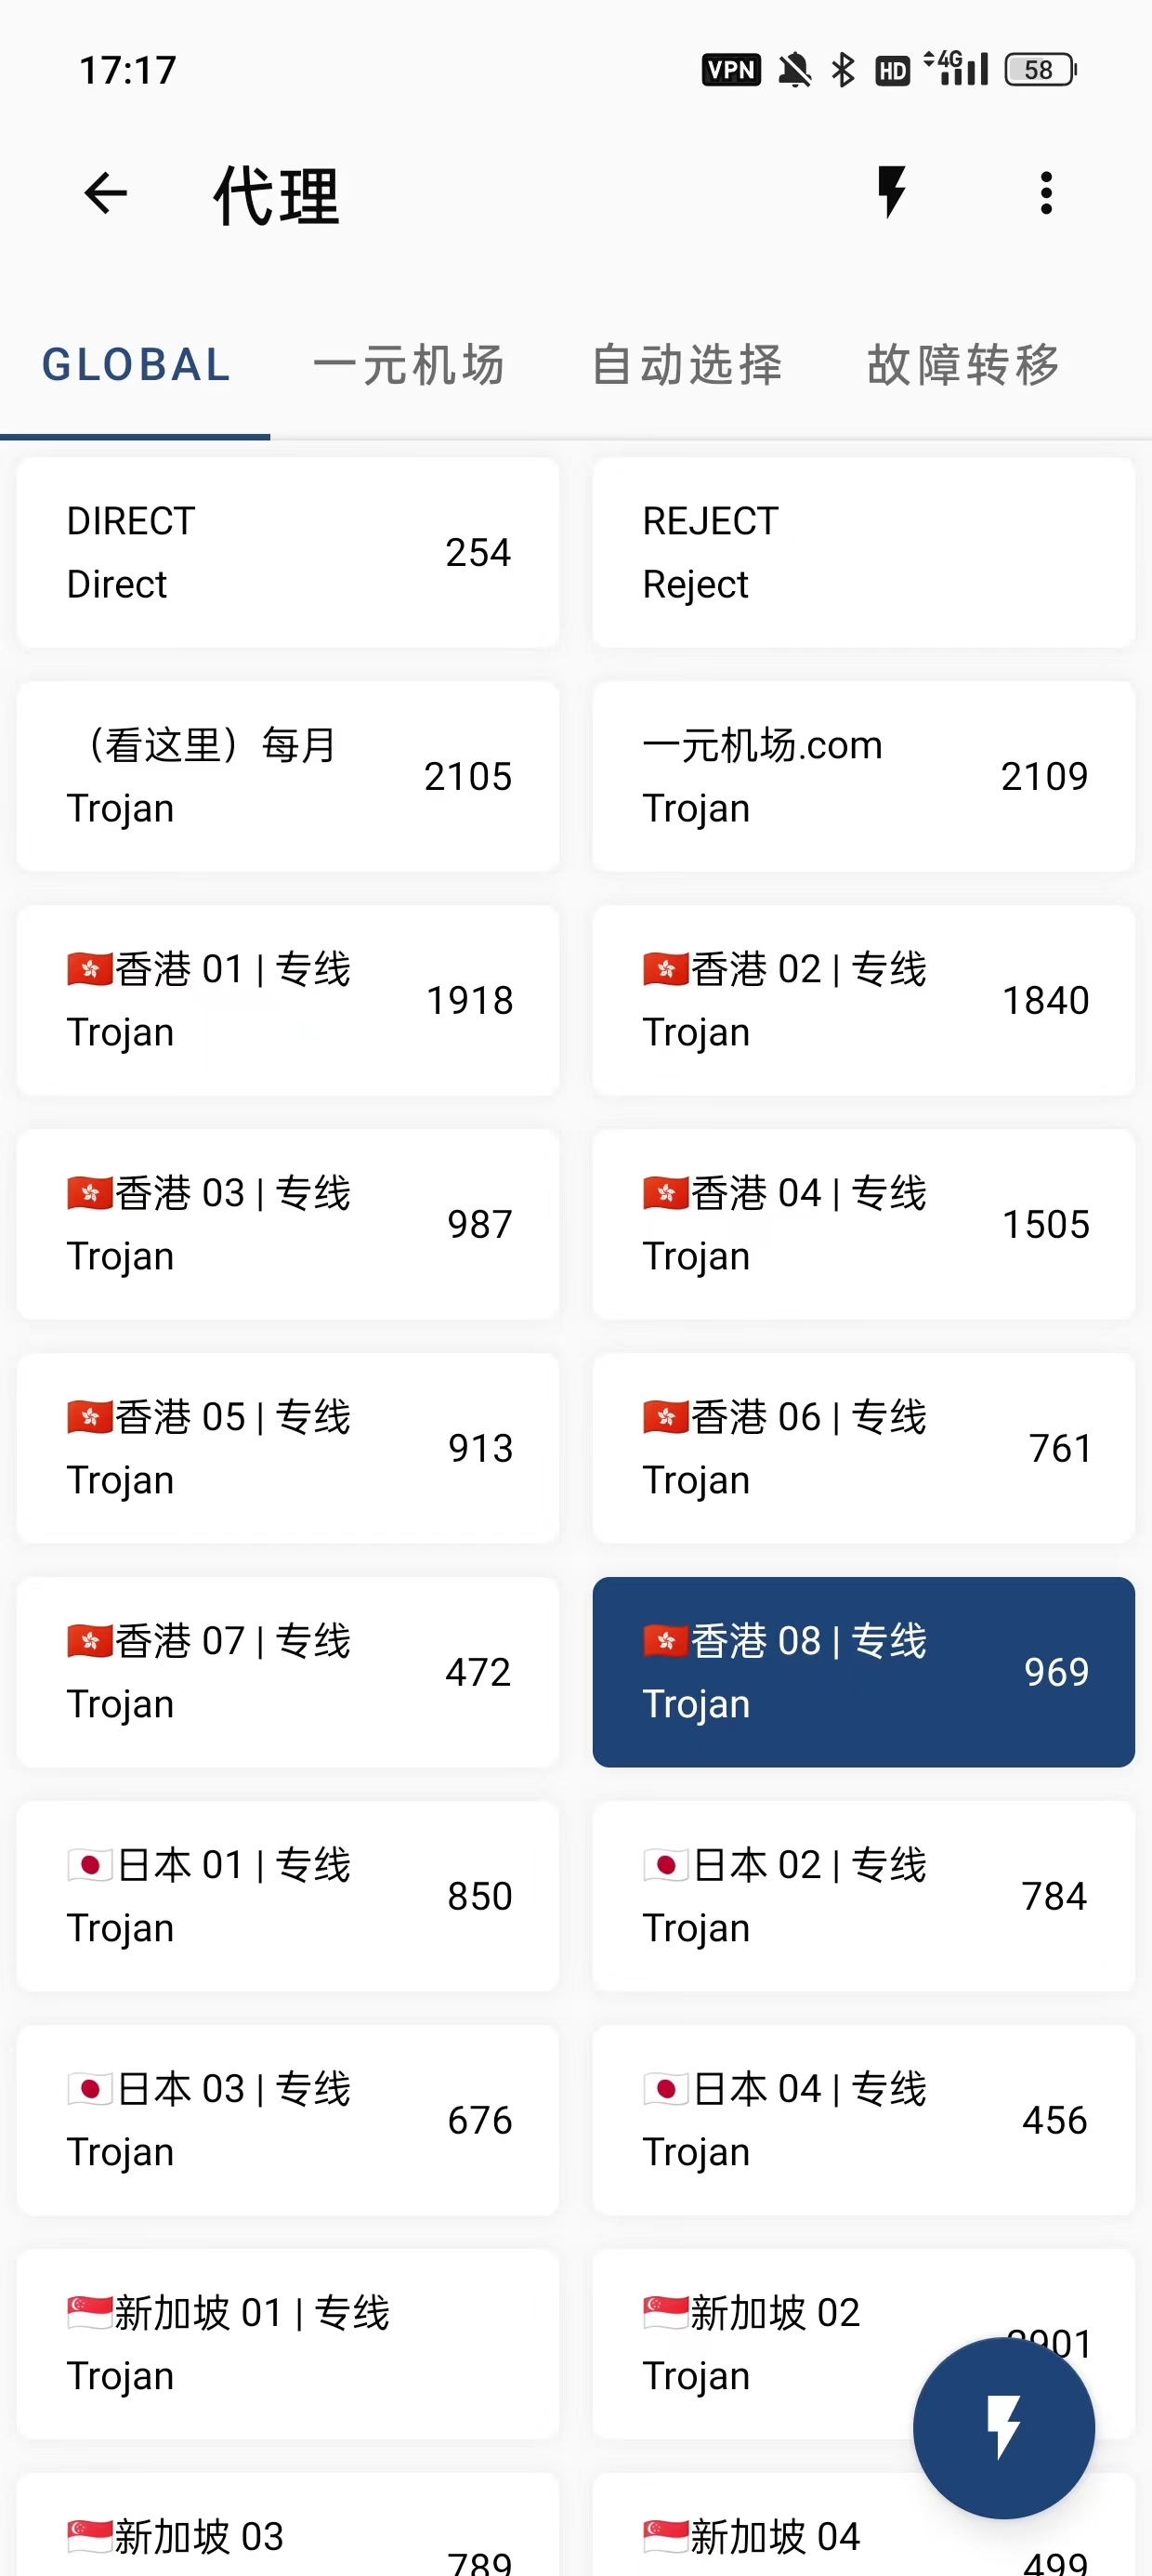 17:17
VPN
HD
4G
58
代理
GLOBAL
一元机场
自动选择
故障转移
DIRECT
Direct
254
REJECT
Reject
（看这里）每月
Trojan
2105
一元机场.com
Trojan
2109
香港 01 | 专线
Trojan
1918
香港 02 | 专线
Trojan
1840
香港 03 | 专线
Trojan
987
香港 04 | 专线
Trojan
1505
香港 05 | 专线
Trojan
913
香港 06 | 专线
Trojan
761
香港 07 | 专线
Trojan
472
香港 08 | 专线
Trojan
969
日本 01 | 专线
Trojan
850
日本 02 | 专线
Trojan
784
日本 03 | 专线
Trojan
676
日本 04 | 专线
Trojan
456
新加坡 01 | 专线
Trojan
新加坡 02
Trojan
新加坡 03
789
新加坡 04
499